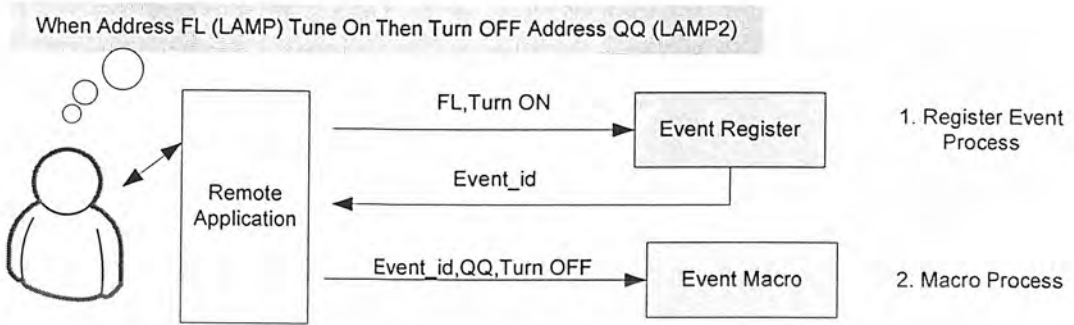 When Address FL (LAMP) Tune On Then Turn OFF Address QQ (LAMP2)
FL,Turn ON
Event Register
1. Register Event
Process
Event_id
Remote
Application
Event_id,QQ,Turn OFF
Event Macro
2. Macro Process